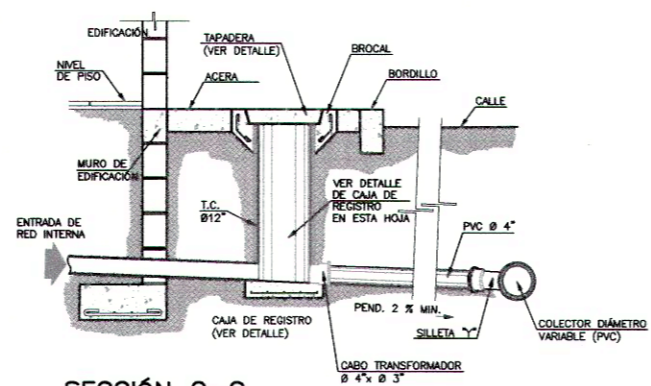 EDIFICACIÓN
TAPADERA
(VER DETALLE)
BROCAL
NIVEL
DE PISO
ACERA
BORDILLO
CALLE
MURO DE
EDIFICACIÓN
T.C.
Ø12"
VER DETALLE
DE CAJA DE
REGISTRO
EN ESTA HOJA
ENTRADA DE
RED INTERNA
PVC Ø 4"
PEND. 2 % MIN.
CAJA DE REGISTRO
(VER DETALLE)
SILLETA "Y"
COLECTOR DIÁMETRO
VARIABLE (PVC)
CABO TRANSFORMADOR
Ø 4"x Ø 3"